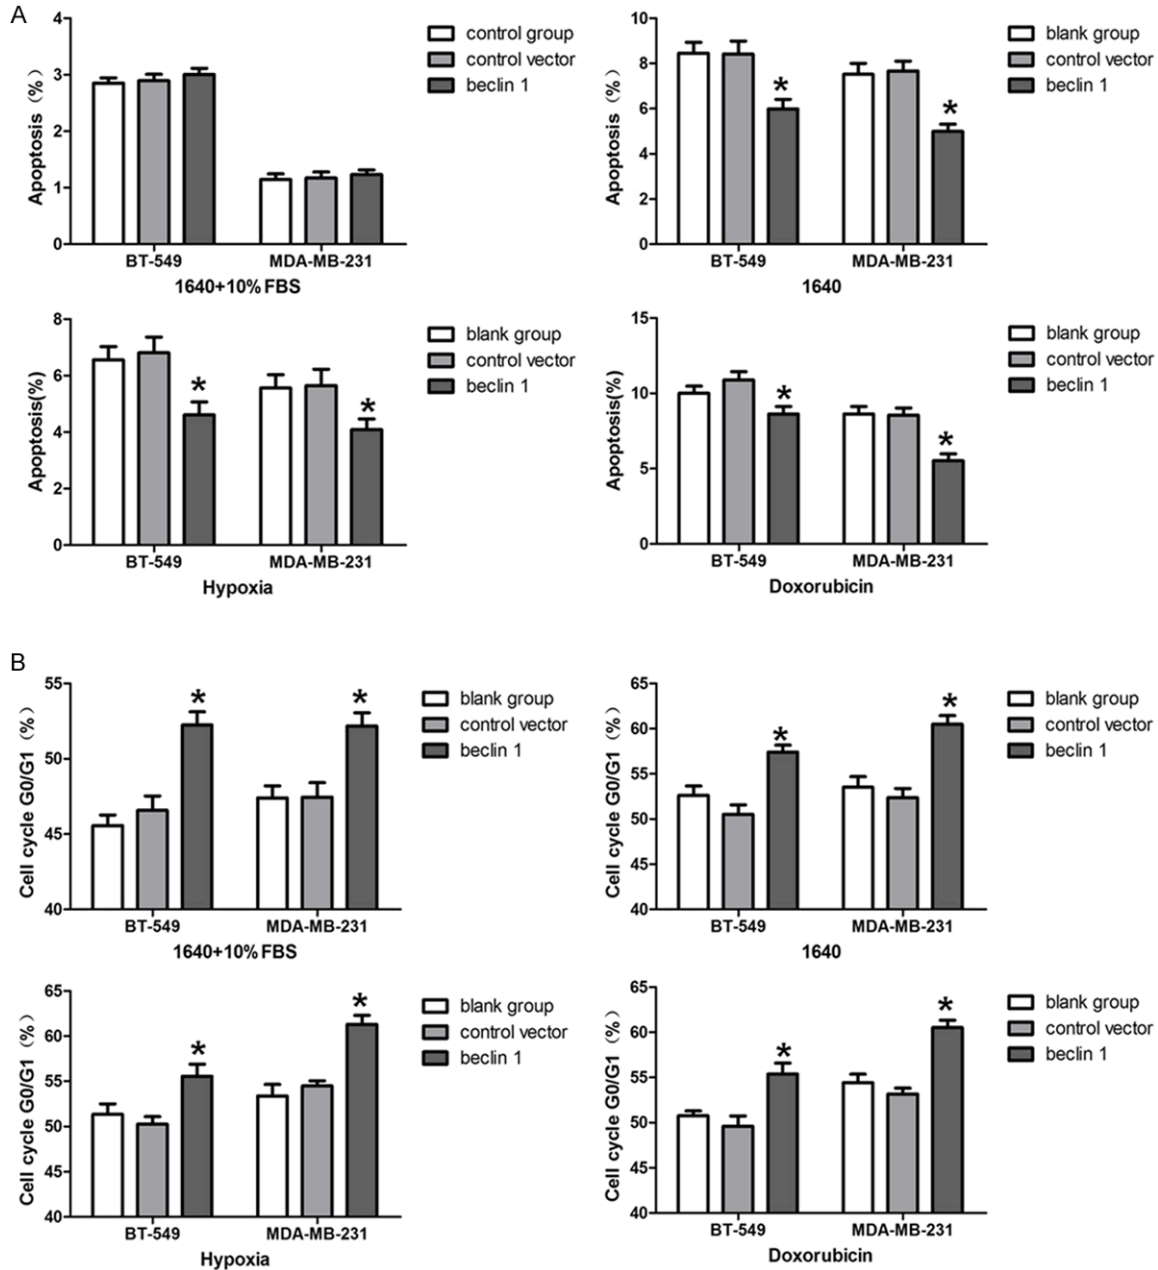 A
4
3
2
1
0
Apoptosis（%）
control group
control vector
beclin 1
BT-549
MDA-MB-231
1640+10% FBS
10
8
6
4
2
0
Apoptosis（%）
*
*
blank group
control vector
beclin 1
BT-549
MDA-MB-231
1640
8
6
4
2
0
Apoptosis(%)
*
*
blank group
control vector
beclin 1
BT-549
MDA-MB-231
Hypoxia
15
10
5
0
Apoptosis(%)
*
*
blank group
control vector
beclin 1
BT-549
MDA-MB-231
Doxorubicin
B
55
50
45
40
Cell cycle G0/G1（%）
*
*
blank group
control vector
beclin 1
BT-549
MDA-MB-231
1640+10% FBS
65
60
55
50
45
40
Cell cycle G0/G1（%）
*
*
blank group
control vector
beclin 1
BT-549
MDA-MB-231
1640
65
60
55
50
45
40
Cell cycle G0/G1（%）
*
*
blank group
control vector
beclin 1
BT-549
MDA-MB-231
Hypoxia
65
60
55
50
45
40
Cell cycle G0/G1（%）
*
*
blank group
control vector
beclin 1
BT-549
MDA-MB-231
Doxorubicin